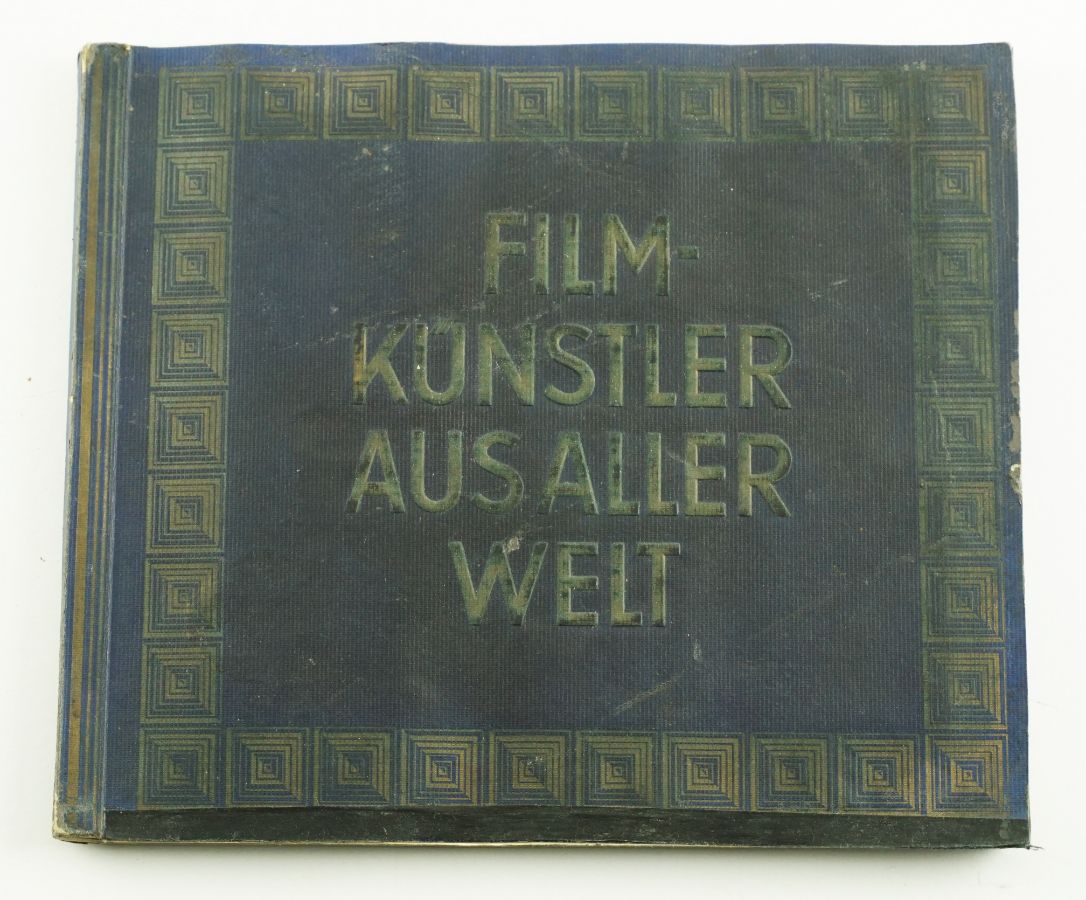 FILM-
KÜNSTLER
AUS ALLER
WELT